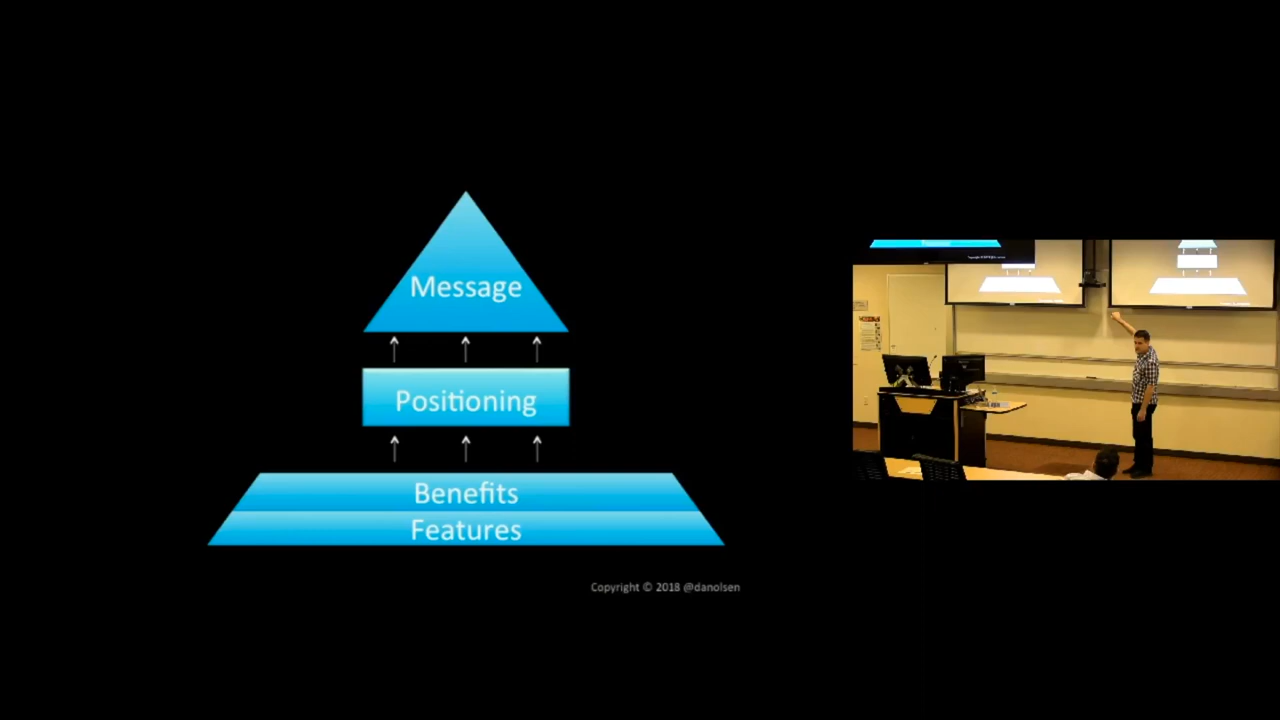 Message
Positioning
Benefits
Features
Copyright © 2018 @danolsen